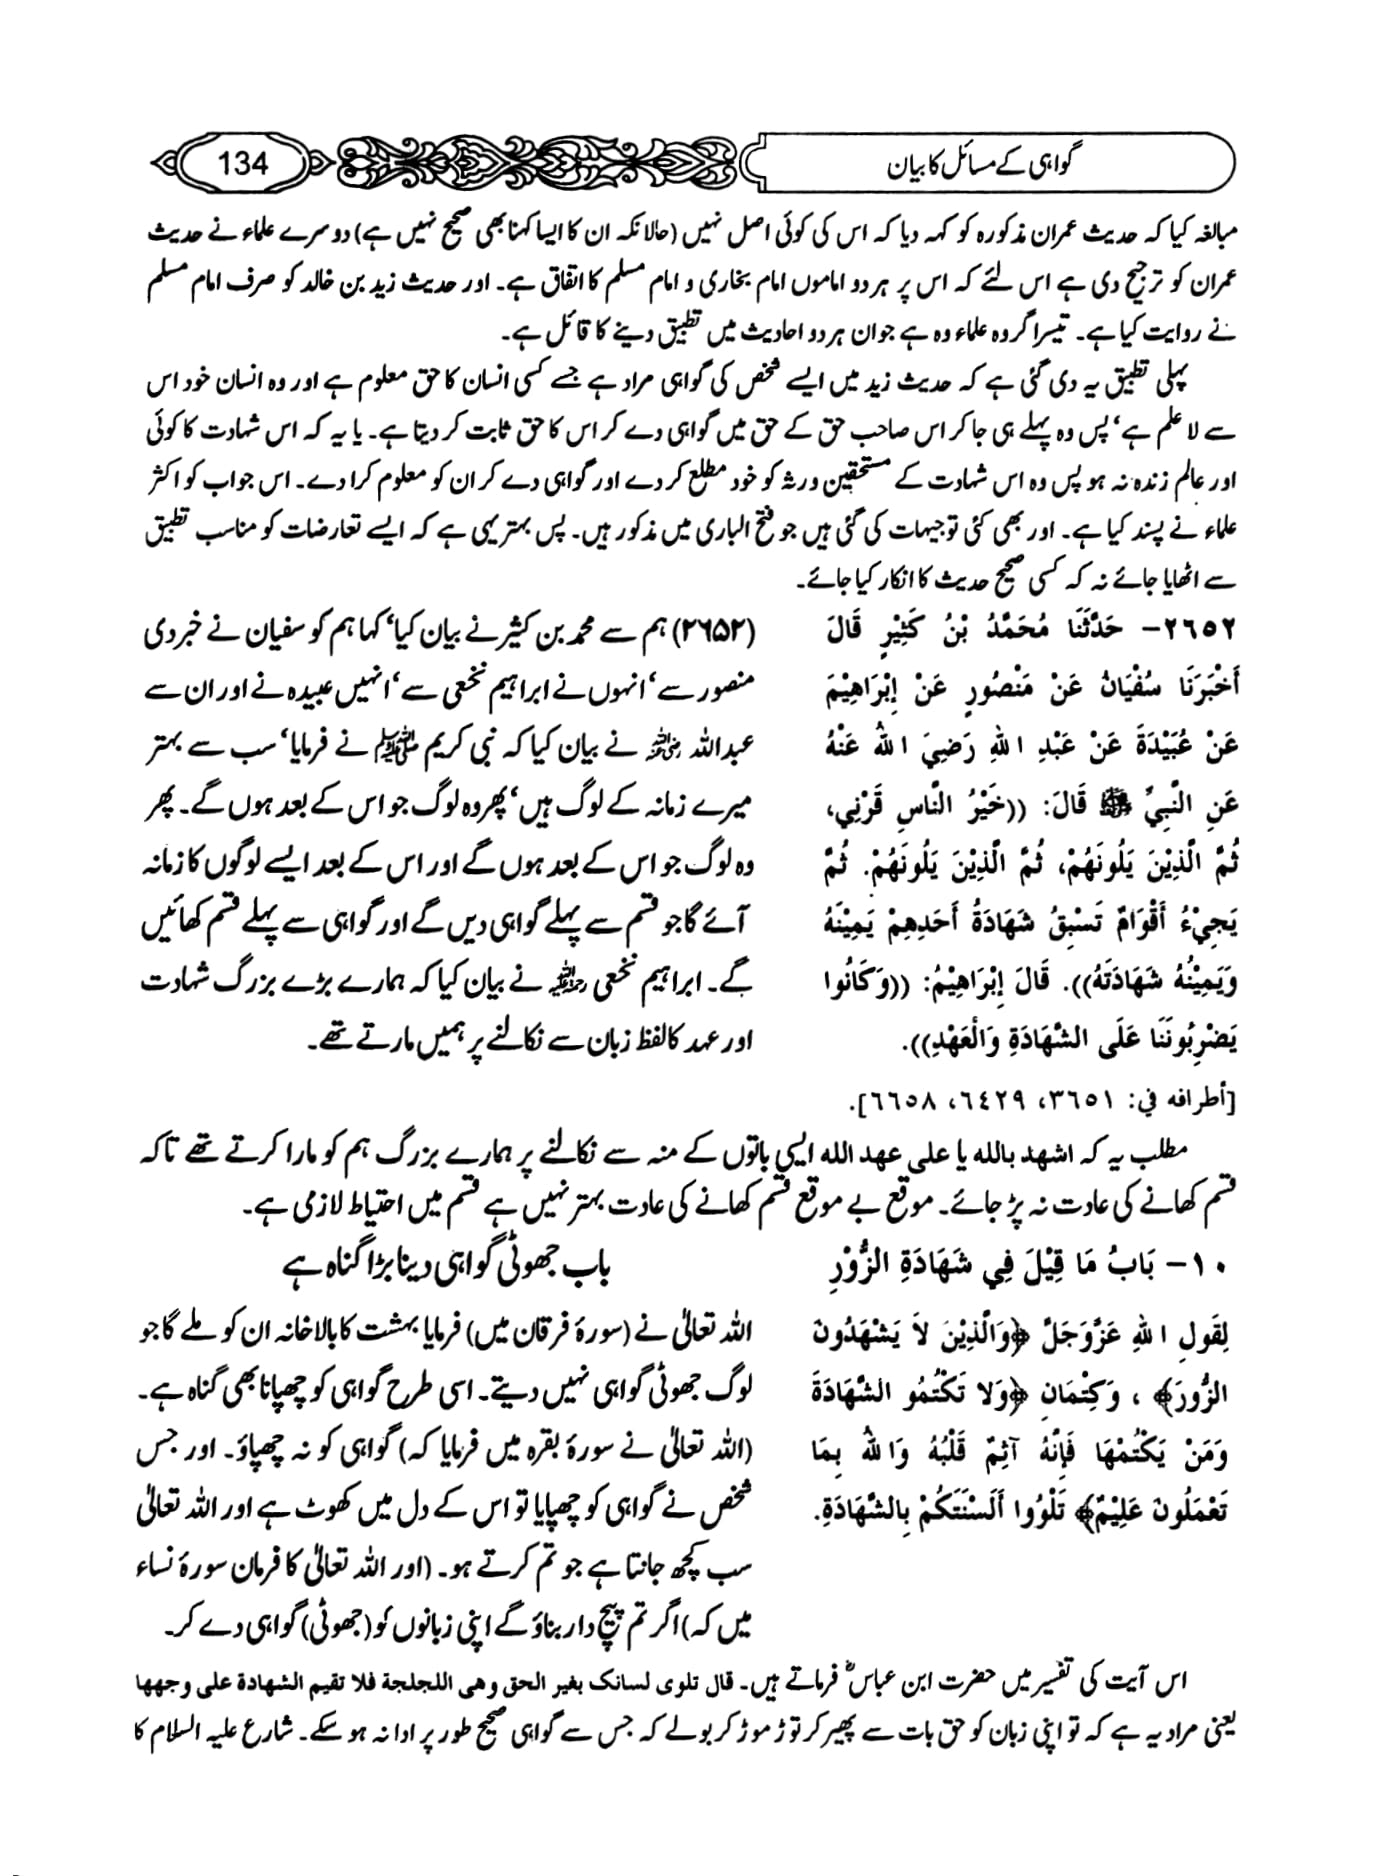 گواہی کے مسائل کا بیان
134
مبالغہ کیا کہ حدیث عمران مذکورہ کو کہہ دیا کہ اس کی کوئی اصل نہیں (حالانکہ ان کا ایسا کہنا بھی صحیح نہیں ہے) دوسرے علماء نے حدیث
عمران کو ترجیح دی ہے اس لئے کہ اس پر ہر دو اماموں امام بخاری و امام مسلم کا اتفاق ہے۔ اور حدیث زید بن خالد کو صرف امام مسلم
نے روایت کیا ہے۔ تیسرا گروہ علماء وہ ہے جو ان ہر دو احادیث میں تطبیق دینے کا قائل ہے۔
پہلی تطبیق یہ دی گئی ہے کہ حدیث زید میں ایسے شخص کی گواہی مراد ہے جسے کسی انسان کا حق معلوم ہے اور وہ انسان خود اس
سے لا علم ہے‘ پس وہ پہلے ہی جا کر اس صاحب حق کے حق میں گواہی دے کر اس کا حق ثابت کر دیتا ہے۔ یا یہ کہ اس شہادت کا کوئی
اور عالم زندہ نہ ہو پس وہ اس شہادت کے مستحقین ورثہ کو خود مطلع کر دے اور گواہی دے کر ان کو معلوم کرا دے۔ اس جواب کو اکثر
علماء نے پسند کیا ہے۔ اور بھی کئی توجیہات کی گئی ہیں جو فتح الباری میں مذکور ہیں۔ پس بہتر یہی ہے کہ ایسے تعارضات کو مناسب تطبیق
سے اٹھایا جائے نہ کہ کسی صحیح حدیث کا انکار کیا جائے۔
٢٦٥٢- حَدَّثَنَا مُحَمَّدُ بْنُ كَثِيْرٍ قَالَ
أَخْبَرَنَا سُفْيَانُ عَنْ مَنْصُورٍ عَنْ إِبْرَاهِيْمَ
عَنْ عُبَيْدَةَ عَنْ عَبْدِ اللهِ رَضِيَ اللهُ عَنْهُ
عَنِ النَّبِيِّ ﷺ قَالَ: ((خَيْرُ النَّاسِ قَرْنِي،
ثُمَّ الَّذِيْنَ يَلُونَهُمْ، ثُمَّ الَّذِيْنَ يَلُونَهُمْ. ثُمَّ
يَجِيْءُ أَقْوَامٌ تَسْبِقُ شَهَادَةُ أَحَدِهِمْ يَمِيْنَهُ
وَيَمِيْنُهُ شَهَادَتَهُ)). قَالَ إِبْرَاهِيْمُ: ((وَكَانُوا
يَضْرِبُونَنَا عَلَى الشَّهَادَةِ وَالْعَهْدِ)).
[أطرافه في: ٣٦٥١، ٦٤٢٩، ٦٦٥٨].
(۲۶۵۲) ہم سے محمد بن کثیر نے بیان کیا‘ کہا ہم کو سفیان نے خبر دی
منصور سے‘ انہوں نے ابراہیم نخعی سے‘ انہیں عبیدہ نے اور ان سے
عبداللہ رضی اللہ عنہ نے بیان کیا کہ نبی کریم ﷺ نے فرمایا‘ سب سے بہتر
میرے زمانہ کے لوگ ہیں‘ پھر وہ لوگ جو اس کے بعد ہوں گے۔ پھر
وہ لوگ جو اس کے بعد ہوں گے اور اس کے بعد ایسے لوگوں کا زمانہ
آئے گا جو قسم سے پہلے گواہی دیں گے اور گواہی سے پہلے قسم کھائیں
گے۔ ابراہیم نخعی رحمہ اللہ نے بیان کیا کہ ہمارے بڑے بزرگ شہادت
اور عہد کا لفظ زبان سے نکالنے پر ہمیں مارتے تھے۔
مطلب یہ کہ اشهد بالله یا علی عهد الله ایسی باتوں کے منہ سے نکالنے پر ہمارے بزرگ ہم کو مارا کرتے تھے تاکہ
قسم کھانے کی عادت نہ پڑ جائے۔ موقع بے موقع قسم کھانے کی عادت بہتر نہیں ہے قسم میں احتیاط لازمی ہے۔
١٠- بَابُ مَا قِيْلَ فِي شَهَادَةِ الزُّوْرِ
لِقَولِ اللهِ عَزَّوَجَلَّ ﴿وَالَّذِيْنَ لاَ يَشْهَدُونَ
الزُّورَ﴾ ، وَكِتْمَانِ ﴿وَلا تَكْتُمُو الشَّهَادَةَ
وَمَنْ يَكْتُمْهَا فَإِنَّهُ آثِمٌ قَلْبُهُ وَاللهُ بِمَا
تَعْمَلُونَ عَلِيْمٌ﴾ تَلْوُوا أَلْسِنَتَكُمْ بِالشَّهَادَةِ.
باب جھوٹی گواہی دینا بڑا گناہ ہے
اللہ تعالیٰ نے (سورۂ فرقان میں) فرمایا بہشت کا بالاخانہ ان کو ملے گا جو
لوگ جھوٹی گواہی نہیں دیتے۔ اسی طرح گواہی کو چھپانا بھی گناہ ہے۔
(اللہ تعالیٰ نے سورۂ بقرہ میں فرمایا کہ) گواہی کو نہ چھپاؤ۔ اور جس
شخص نے گواہی کو چھپایا تو اس کے دل میں کھوٹ ہے اور اللہ تعالیٰ
سب کچھ جانتا ہے جو تم کرتے ہو۔ (اور اللہ تعالیٰ کا فرمان سورۂ نساء
میں کہ) اگر تم پیچ دار بناؤ گے اپنی زبانوں کو (جھوٹی) گواہی دے کر۔
اس آیت کی تفسیر میں حضرت ابن عباسؓ فرماتے ہیں۔ قال تلوی لسانک بغیر الحق وهی اللجلجة فلا تقیم الشهادة علی وجهها
یعنی مراد یہ ہے کہ تو اپنی زبان کو حق بات سے پھیر کر توڑ موڑ کر بولے کہ جس سے گواہی صحیح طور پر ادا نہ ہو سکے۔ شارع علیہ السلام کا